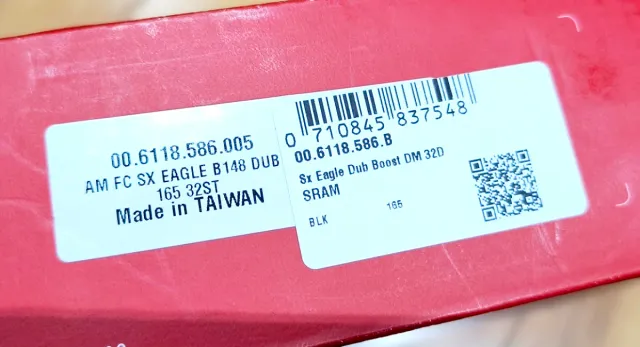 00.6118.586.005
AM FC SX EAGLE B148 DUB
165 32ST
Made in TAIWAN
0 710845 837548
00.6118.586.B
Sx Eagle Dub Boost DM 32D
SRAM
BLK 165